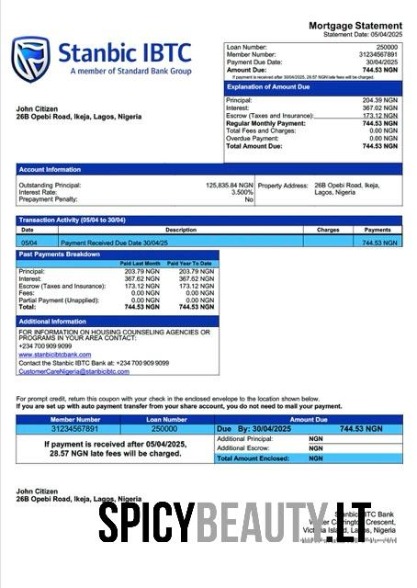 Mortgage Statement
Statement Date: 05/04/2025
Stanbic IBTC
A member of Standard Bank Group
Loan Number: 250000
Member Number: 31234567891
Payment Due Date: 30/04/2025
Amount Due: 744.53 NGN
If payment is received after 30/04/2025, 28.57 NGN late fees will be charged.
Explanation of Amount Due
Principal: 204.39 NGN
Interest: 367.02 NGN
Escrow (Taxes and Insurance): 173.12 NGN
Regular Monthly Payment: 744.53 NGN
Total Fees and Charges: 0.00 NGN
Overdue Payment: 0.00 NGN
Total Amount Due: 744.53 NGN
John Citizen
26B Opebi Road, Ikeja, Lagos, Nigeria
Account Information
Outstanding Principal: 125,835.84 NGN Property Address: 26B Opebi Road, Ikeja,
Interest Rate: 3.500% Lagos, Nigeria
Prepayment Penalty: No
Transaction Activity (05/04 to 30/04)
Date Description Charges Payments
05/04 Payment Received Due Date 30/04/25 744.53 NGN
Past Payments Breakdown
Paid Last Month Paid Year To Date
Principal: 203.79 NGN 203.79 NGN
Interest: 367.62 NGN 367.62 NGN
Escrow (Taxes and Insurance): 173.12 NGN 173.12 NGN
Fees: 0.00 NGN 0.00 NGN
Partial Payment (Unapplied): 0.00 NGN 0.00 NGN
Total: 744.53 NGN 744.53 NGN
Additional Information
FOR INFORMATION ON HOUSING COUNSELING AGENCIES OR
PROGRAMS IN YOUR AREA CONTACT:
+234 700 909 9099
www.stanbicibtcbank.com
Contact the Stanbic IBTC Bank at: +234 700 909 9099
CustomerCareNigeria@stanbicibtc.com
For prompt credit, return this coupon with your check in the enclosed envelope to the location shown below.
If you are set up with auto payment transfer from your share account, you do not need to mail your payment.
Member Number Loan Number Amount Due
31234567891 250000 Due By: 30/04/2025 744.53 NGN
If payment is received after 05/04/2025,
28.57 NGN late fees will be charged.
Additional Principal: NGN
Additional Escrow: NGN
Total Amount Enclosed: NGN
John Citizen
26B Opebi Road, Ikeja, Lagos, Nigeria
IBTC Bank
Crescent,
Victoria Island,
SPICYBEAUTY.LT